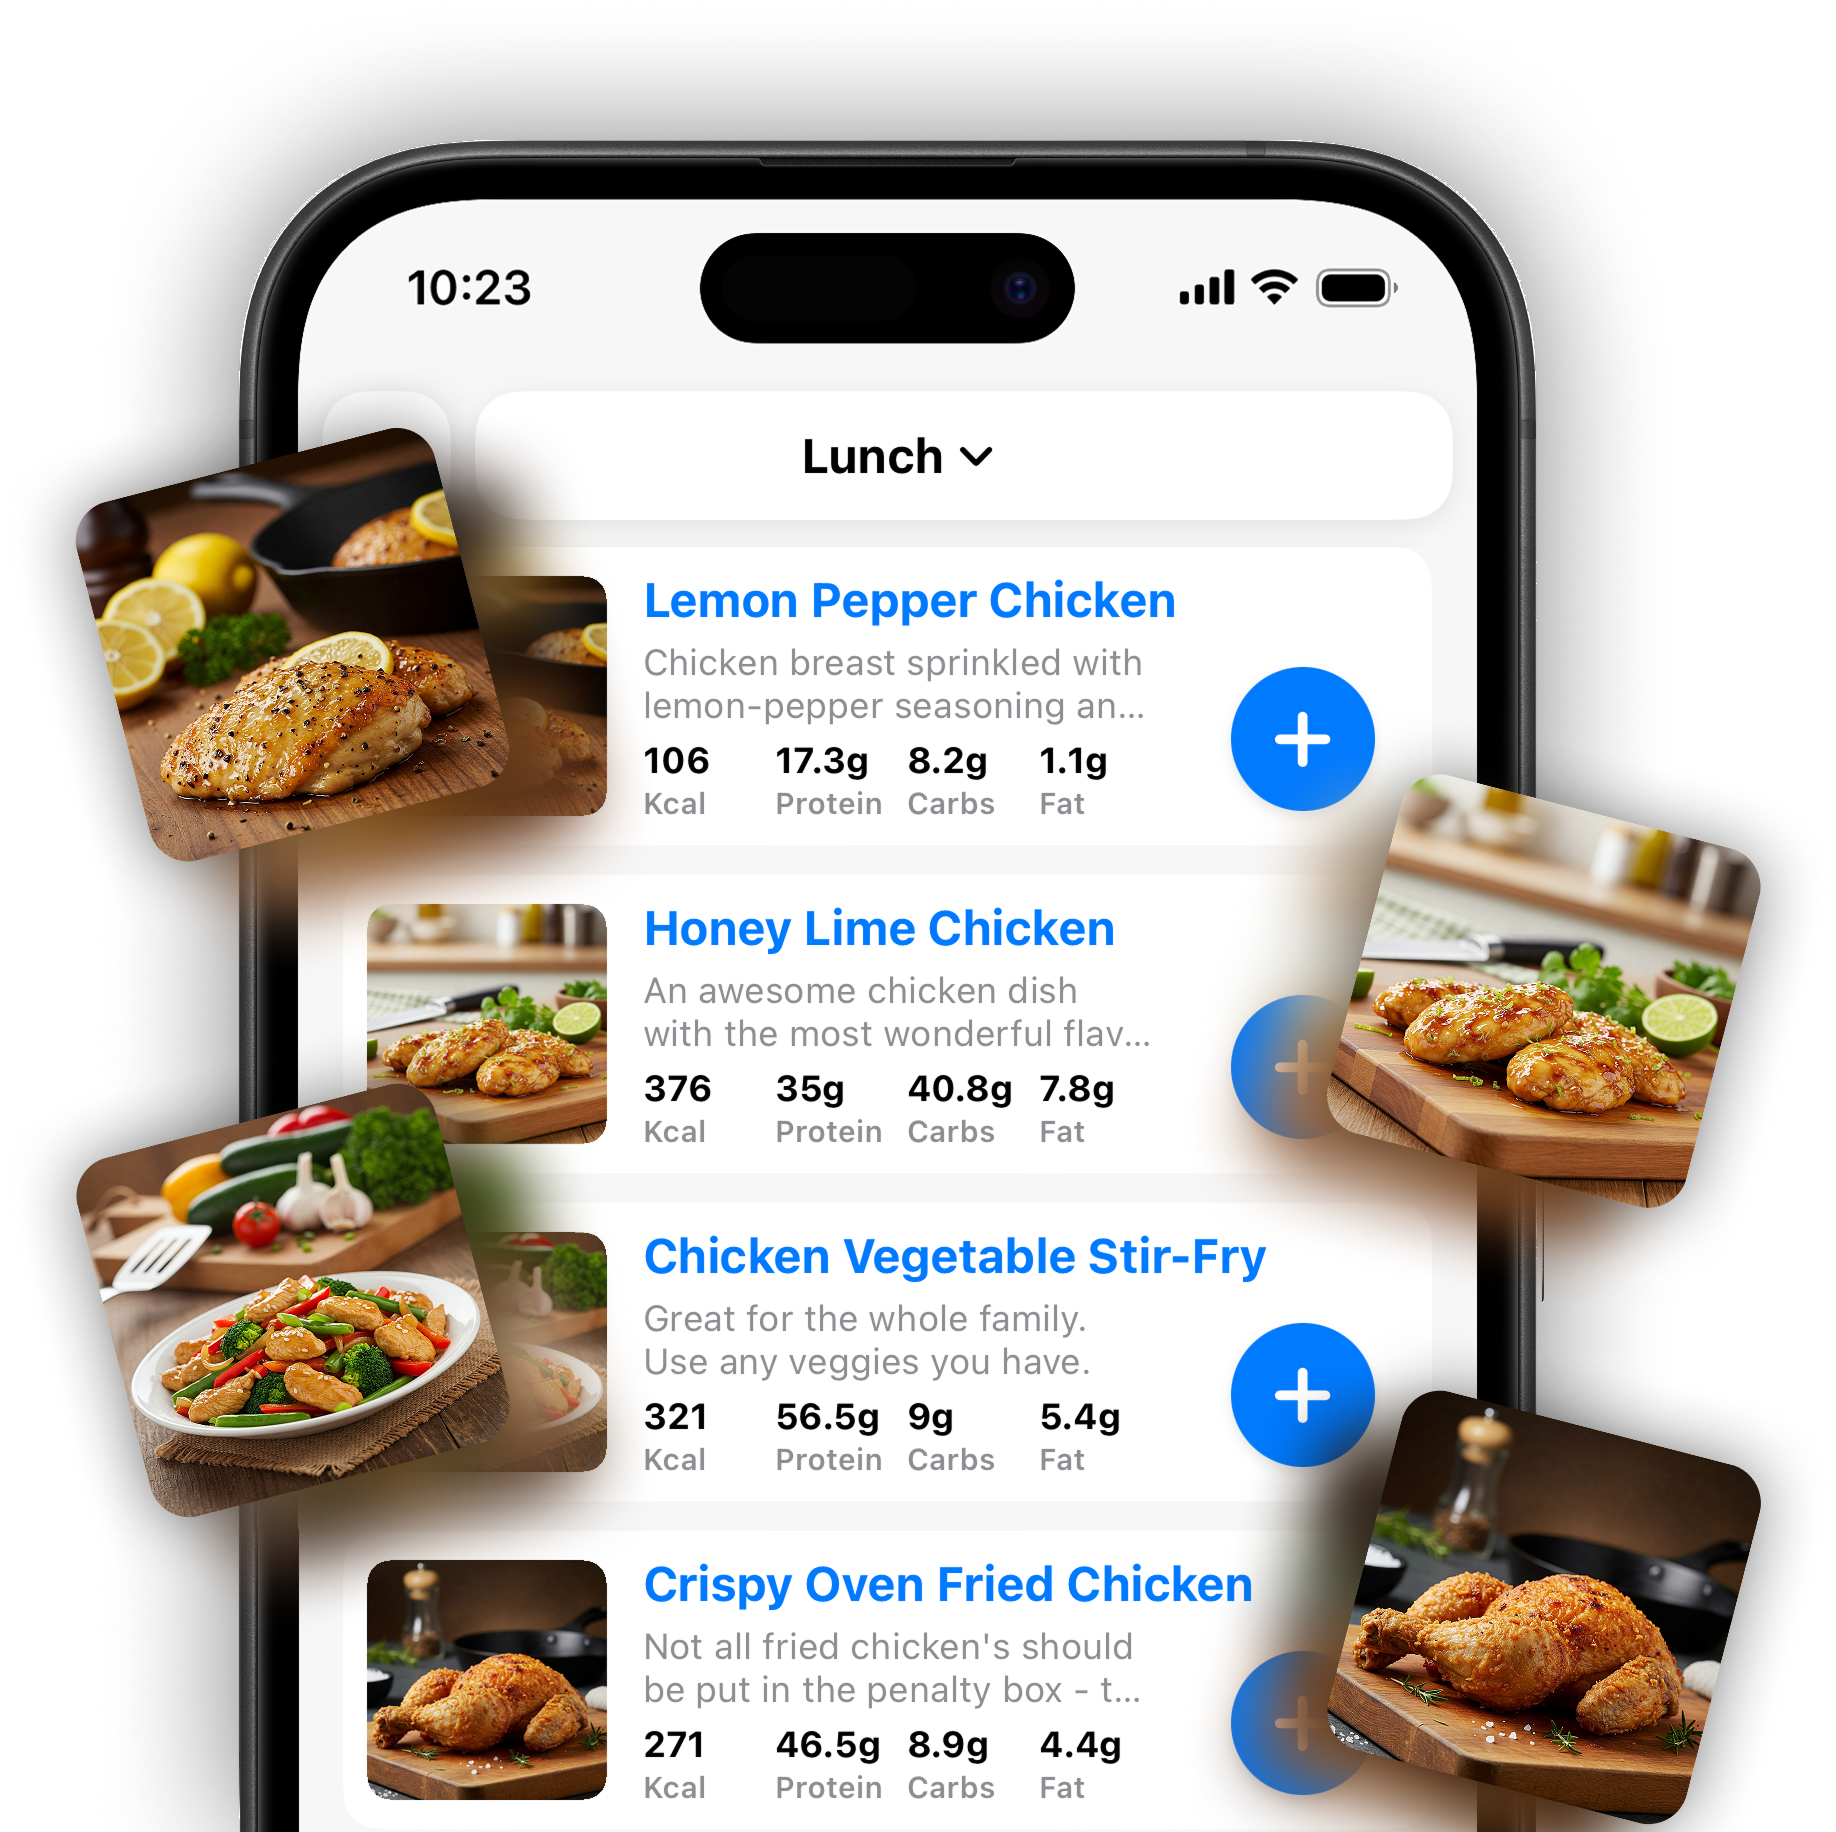 10:23
Lunch
Lemon Pepper Chicken
Chicken breast sprinkled with
lemon-pepper seasoning an...
106 17.3g 8.2g 1.1g
Kcal Protein Carbs Fat
Honey Lime Chicken
An awesome chicken dish
with the most wonderful flav...
376 35g 40.8g 7.8g
Kcal Protein Carbs Fat
Chicken Vegetable Stir-Fry
Great for the whole family.
Use any veggies you have.
321 56.5g 9g 5.4g
Kcal Protein Carbs Fat
Crispy Oven Fried Chicken
Not all fried chicken's should
be put in the penalty box - t...
271 46.5g 8.9g 4.4g
Kcal Protein Carbs Fat